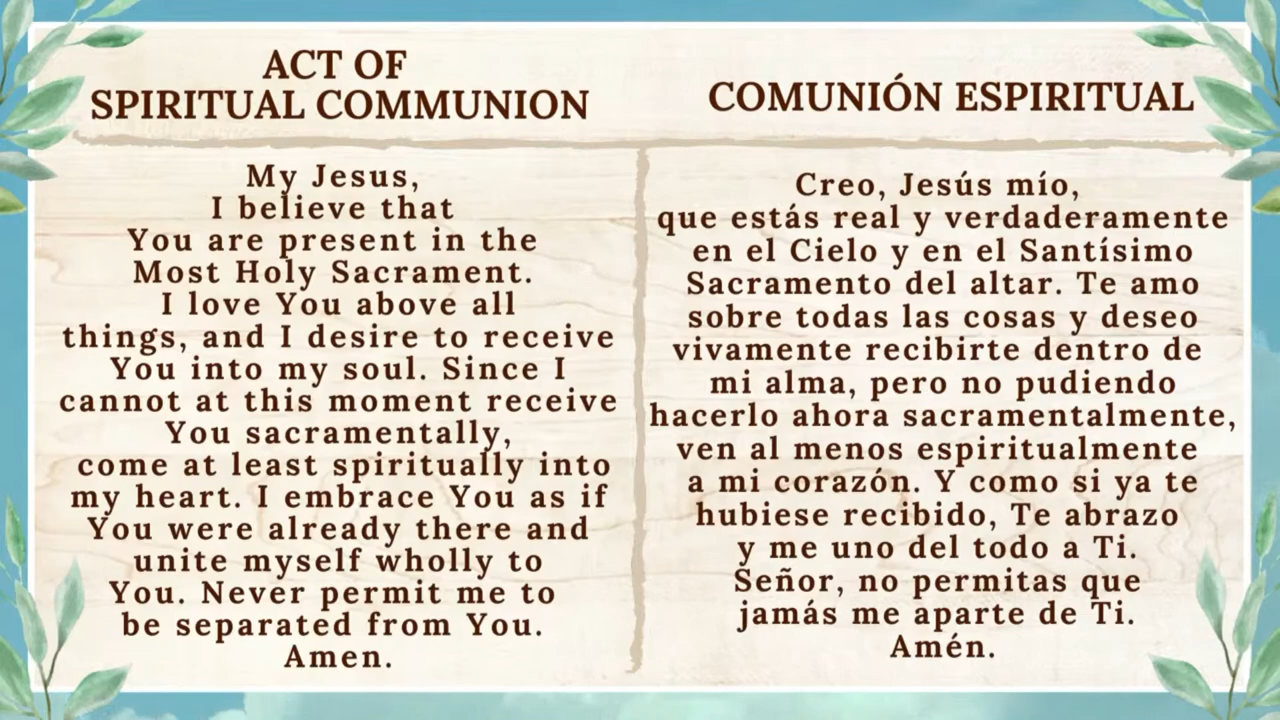 ACT OF
SPIRITUAL COMMUNION
My Jesus,
I believe that
You are present in the
Most Holy Sacrament.
I love You above all
things, and I desire to receive
You into my soul. Since I
cannot at this moment receive
You sacramentally,
come at least spiritually into
my heart. I embrace You as if
You were already there and
unite myself wholly to
You. Never permit me to
be separated from You.
Amen.
COMUNIÓN ESPIRITUAL
Creo, Jesús mío,
que estás real y verdaderamente
en el Cielo y en el Santísimo
Sacramento del altar. Te amo
sobre todas las cosas y deseo
vivamente recibirte dentro de
mi alma, pero no pudiendo
hacerlo ahora sacramentalmente,
ven al menos espiritualmente
a mi corazón. Y como si ya te
hubiese recibido, Te abrazo
y me uno del todo a Ti.
Señor, no permitas que
jamás me aparte de Ti.
Amén.